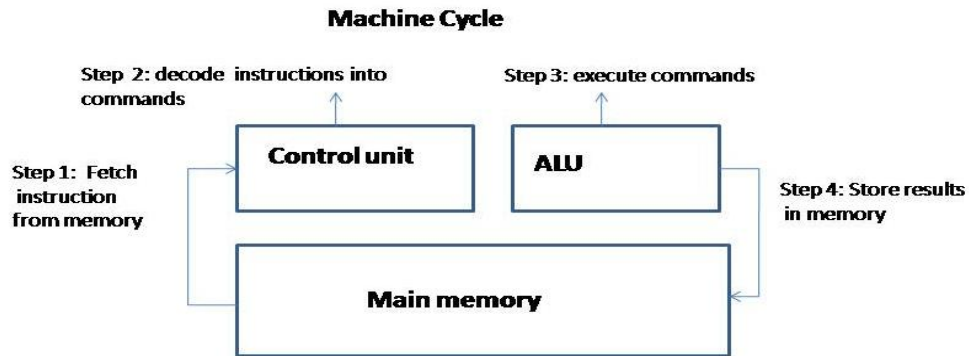 Machine Cycle
Step 2: decode instructions into
commands
Step 3: execute commands
Control unit
ALU
Step 1: Fetch
instruction
from memory
Step 4: Store results
in memory
Main memory